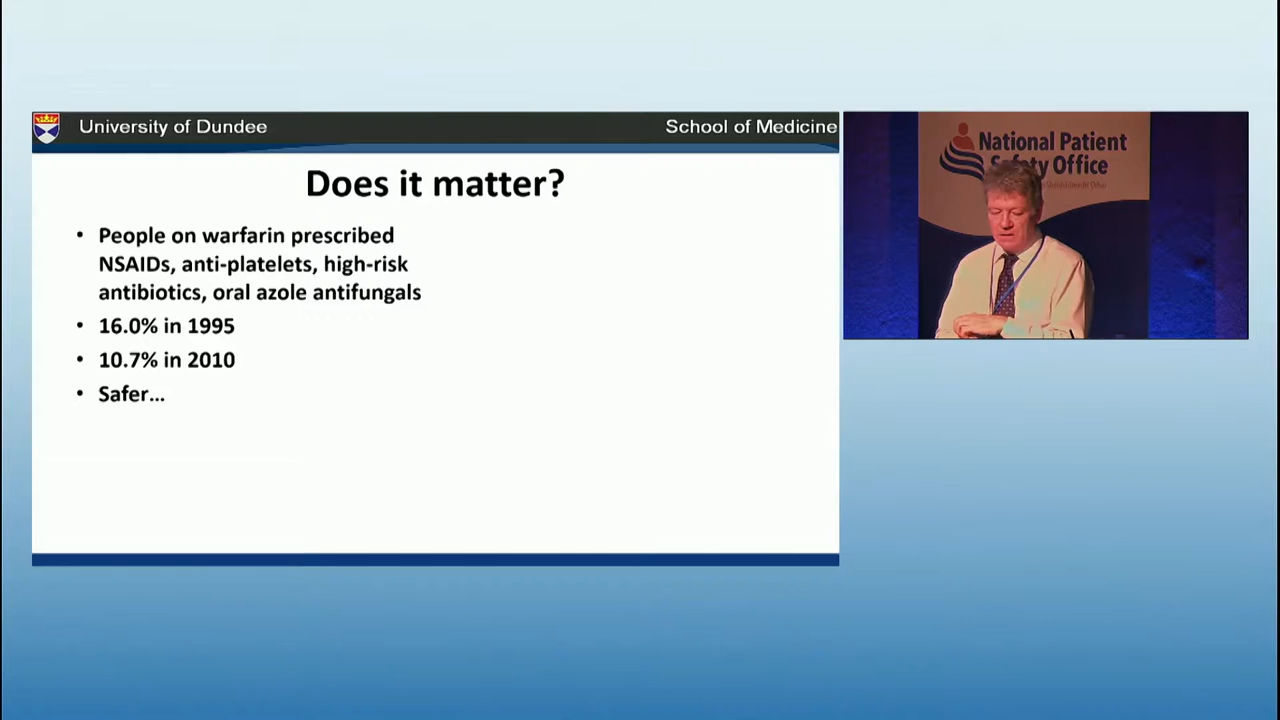 University of Dundee
School of Medicine
Does it matter?
• People on warfarin prescribed
NSAIDs, anti-platelets, high-risk
antibiotics, oral azole antifungals
• 16.0% in 1995
• 10.7% in 2010
• Safer...
National Patient
Safety Office